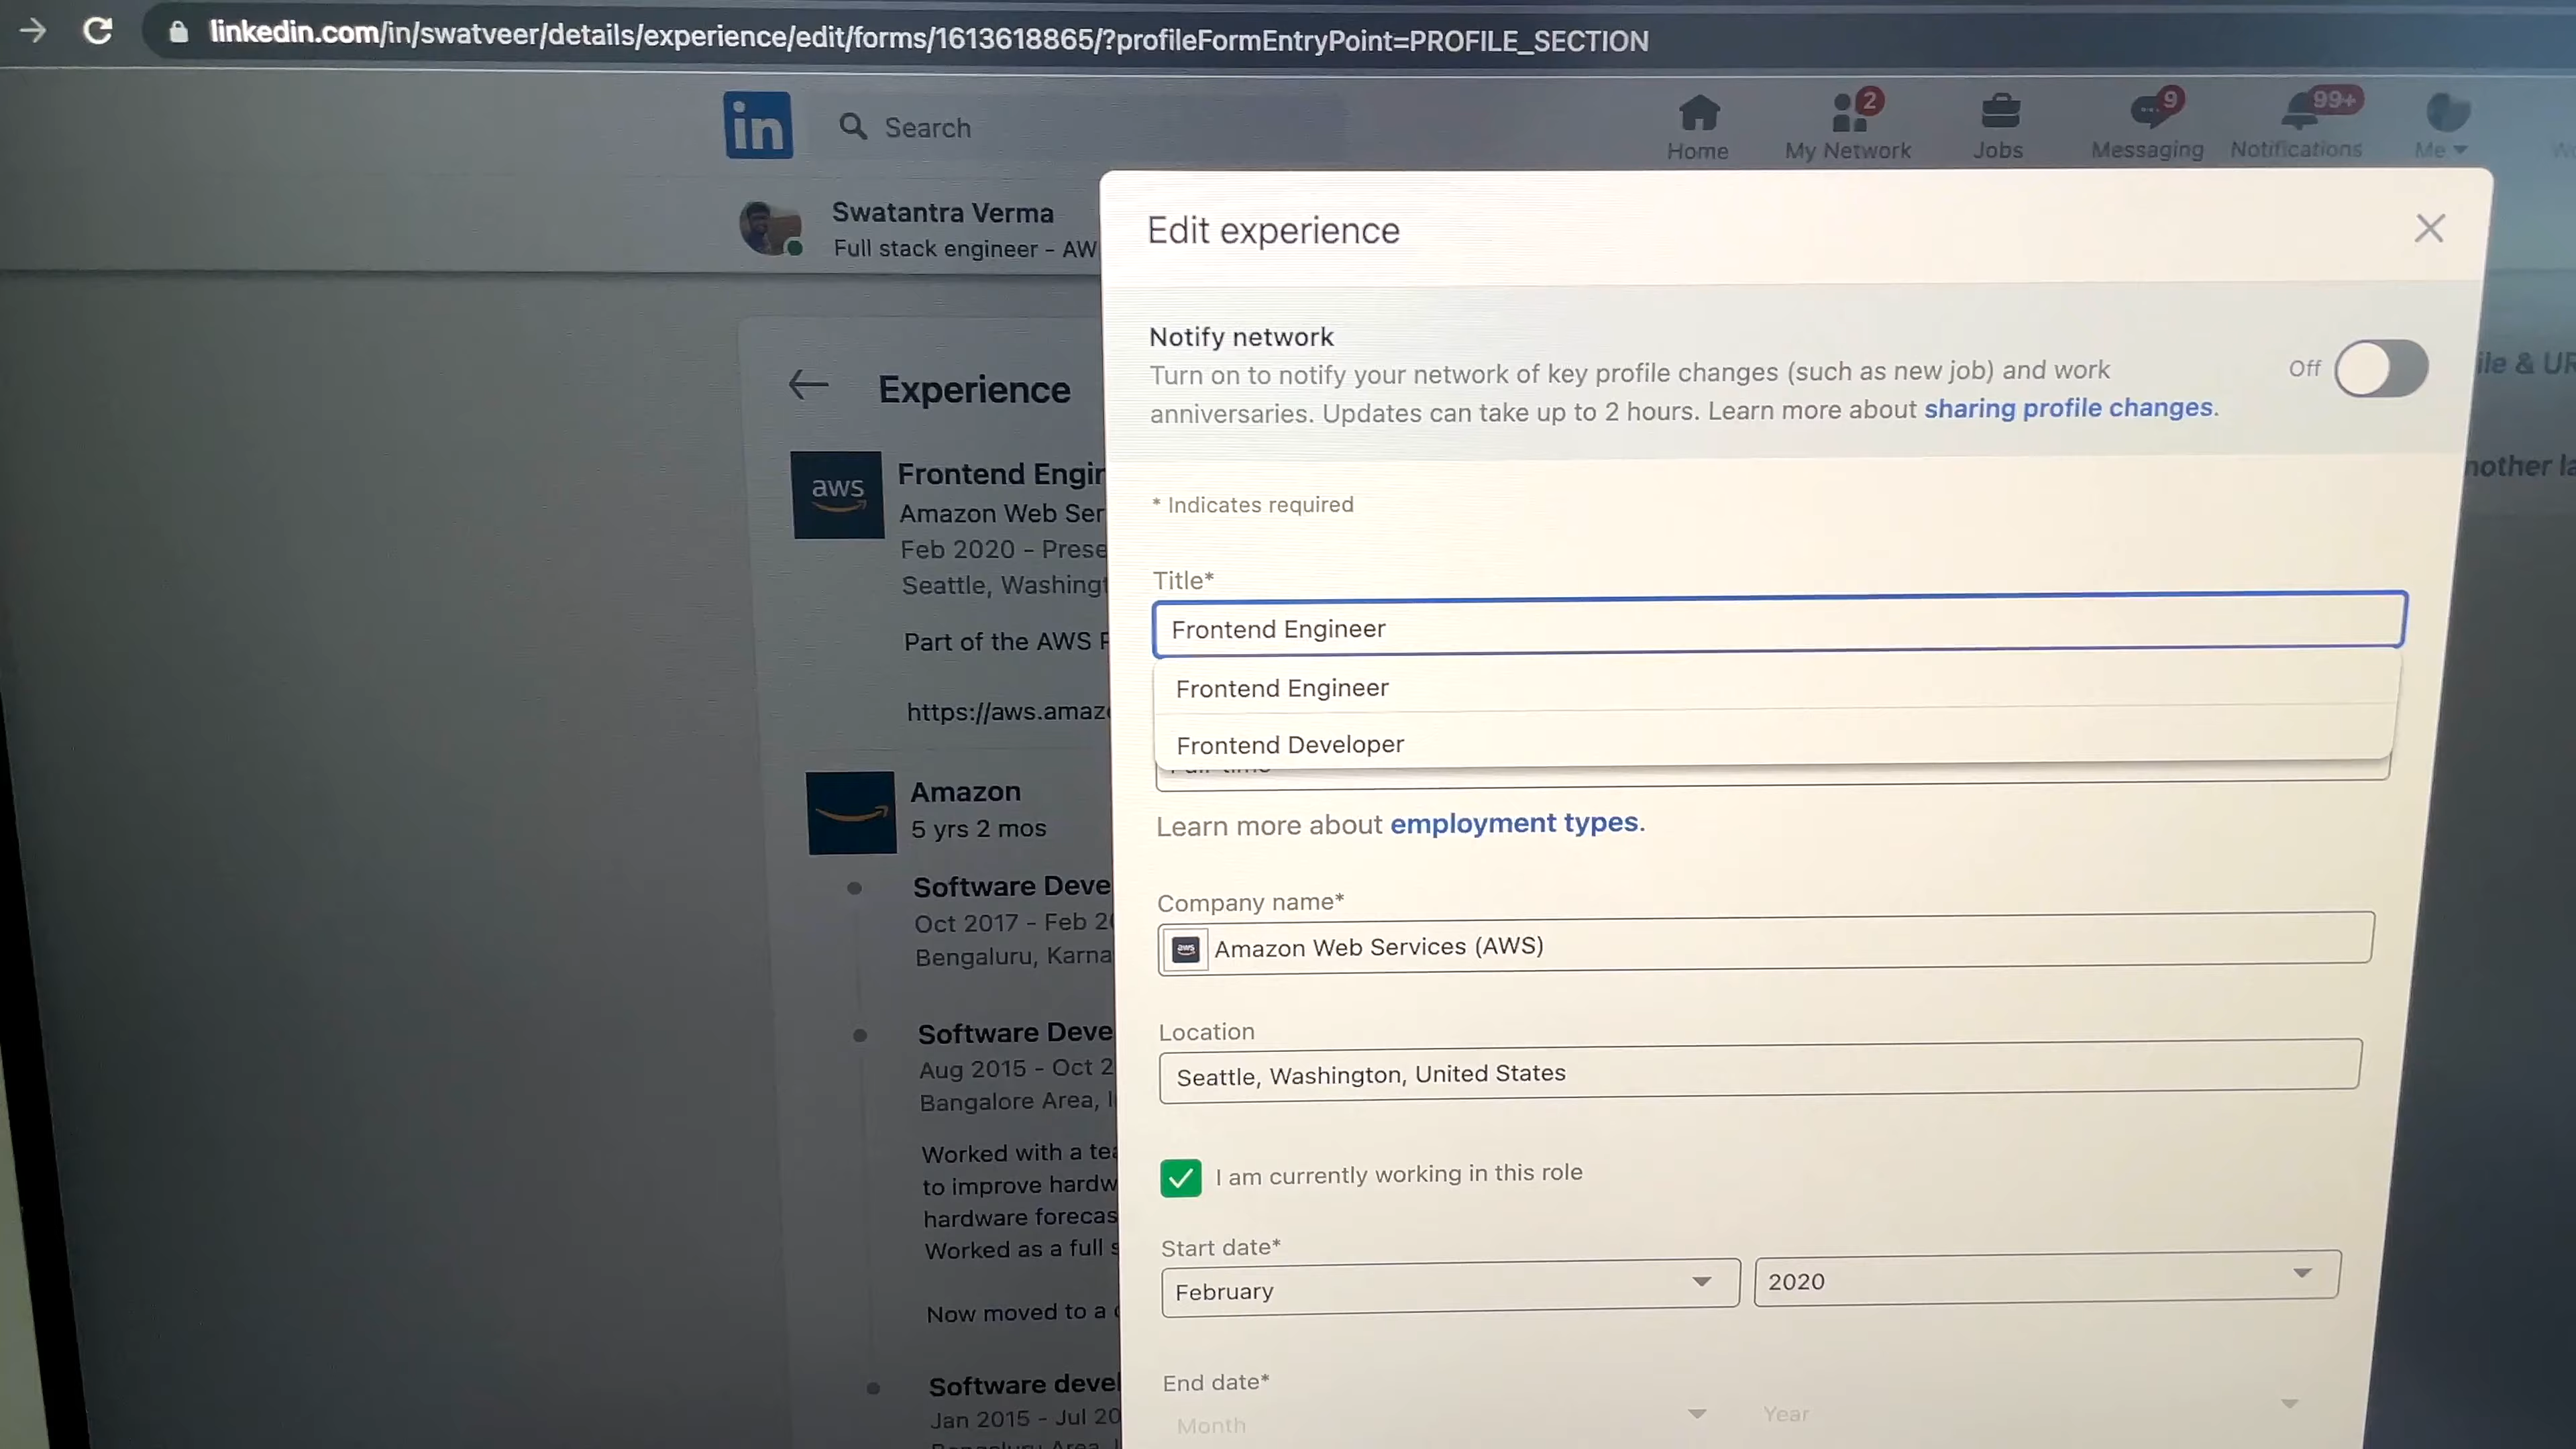 linkedin.com/in/swatveer/details/experience/edit/forms/1613618865/?profileFormEntryPoint=PROFILE_SECTION
in
Search
2
9
99+
Home
My Network
Jobs
Messaging
Notifications
Me
Swatantra Verma
Full stack engineer - AW
Experience
aws
Frontend Engin
Amazon Web Ser
Feb 2020 - Prese
Seattle, Washingt
Part of the AWS
https://aws.amaz
Amazon
5 yrs 2 mos
Software Deve
Oct 2017 - Feb 2
Bengaluru, Karna
Software Deve
Aug 2015 - Oct 2
Bangalore Area, I
Worked with a tea
to improve hardw
hardware forecas
Worked as a full s
Now moved to a
Software devel
Jan 2015 - Jul 20
Edit experience
Notify network
Turn on to notify your network of key profile changes (such as new job) and work
anniversaries. Updates can take up to 2 hours. Learn more about sharing profile changes.
Off
* Indicates required
Title*
Frontend Engineer
Frontend Engineer
Frontend Developer
Learn more about employment types.
Company name*
aws
Amazon Web Services (AWS)
Location
Seattle, Washington, United States
I am currently working in this role
Start date*
February
2020
End date*
Month
Year
ile & UR
nother la